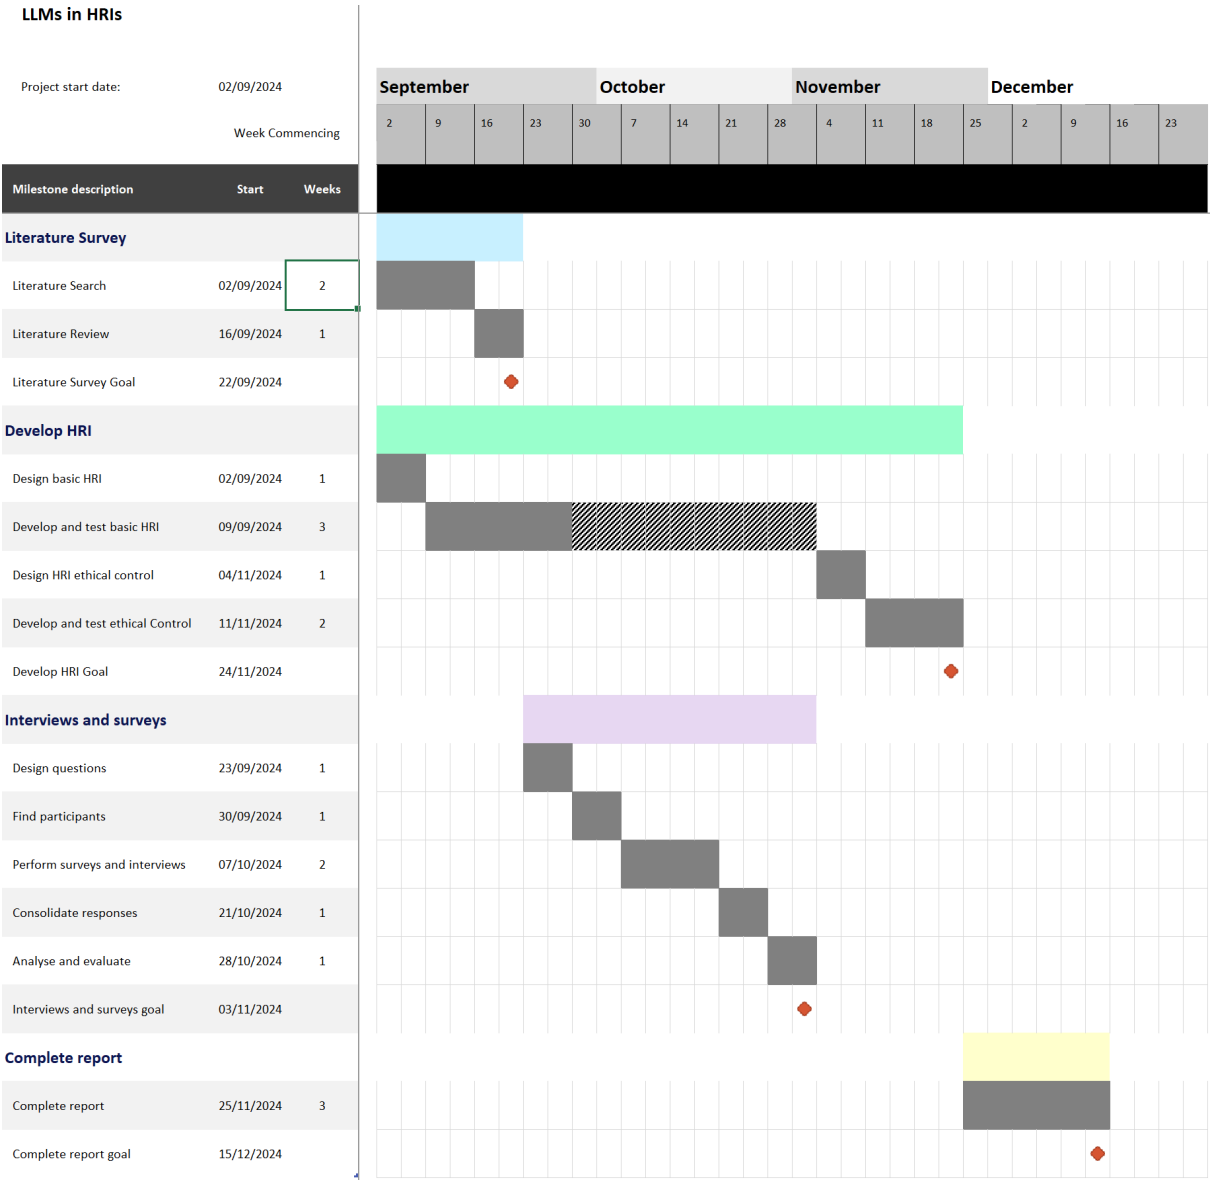 LLMs in HRIs
Project start date: 02/09/2024
September October November December
Week Commencing 2 9 16 23 30 7 14 21 28 4 11 18 25 2 9 16 23
Milestone description Start Weeks
Literature Survey
Literature Search 02/09/2024 2
Literature Review 16/09/2024 1
Literature Survey Goal 22/09/2024
Develop HRI
Design basic HRI 02/09/2024 1
Develop and test basic HRI 09/09/2024 3
Design HRI ethical control 04/11/2024 1
Develop and test ethical Control 11/11/2024 2
Develop HRI Goal 24/11/2024
Interviews and surveys
Design questions 23/09/2024 1
Find participants 30/09/2024 1
Perform surveys and interviews 07/10/2024 2
Consolidate responses 21/10/2024 1
Analyse and evaluate 28/10/2024 1
Interviews and surveys goal 03/11/2024
Complete report
Complete report 25/11/2024 3
Complete report goal 15/12/2024